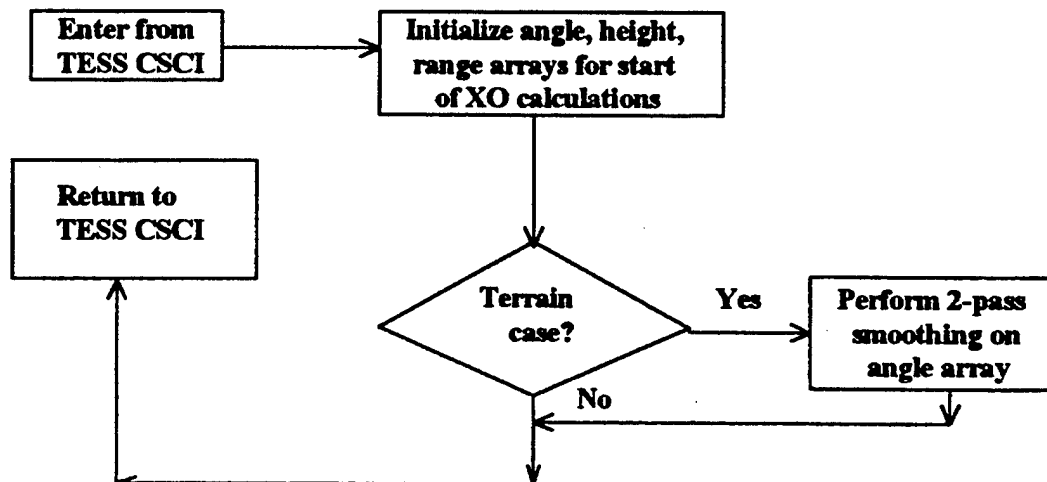 Enter from
TESS CSCI
Initialize angle, height,
range arrays for start
of XO calculations
Return to
TESS CSCI
Terrain
case?
Yes
Perform 2-pass
smoothing on
angle array
No